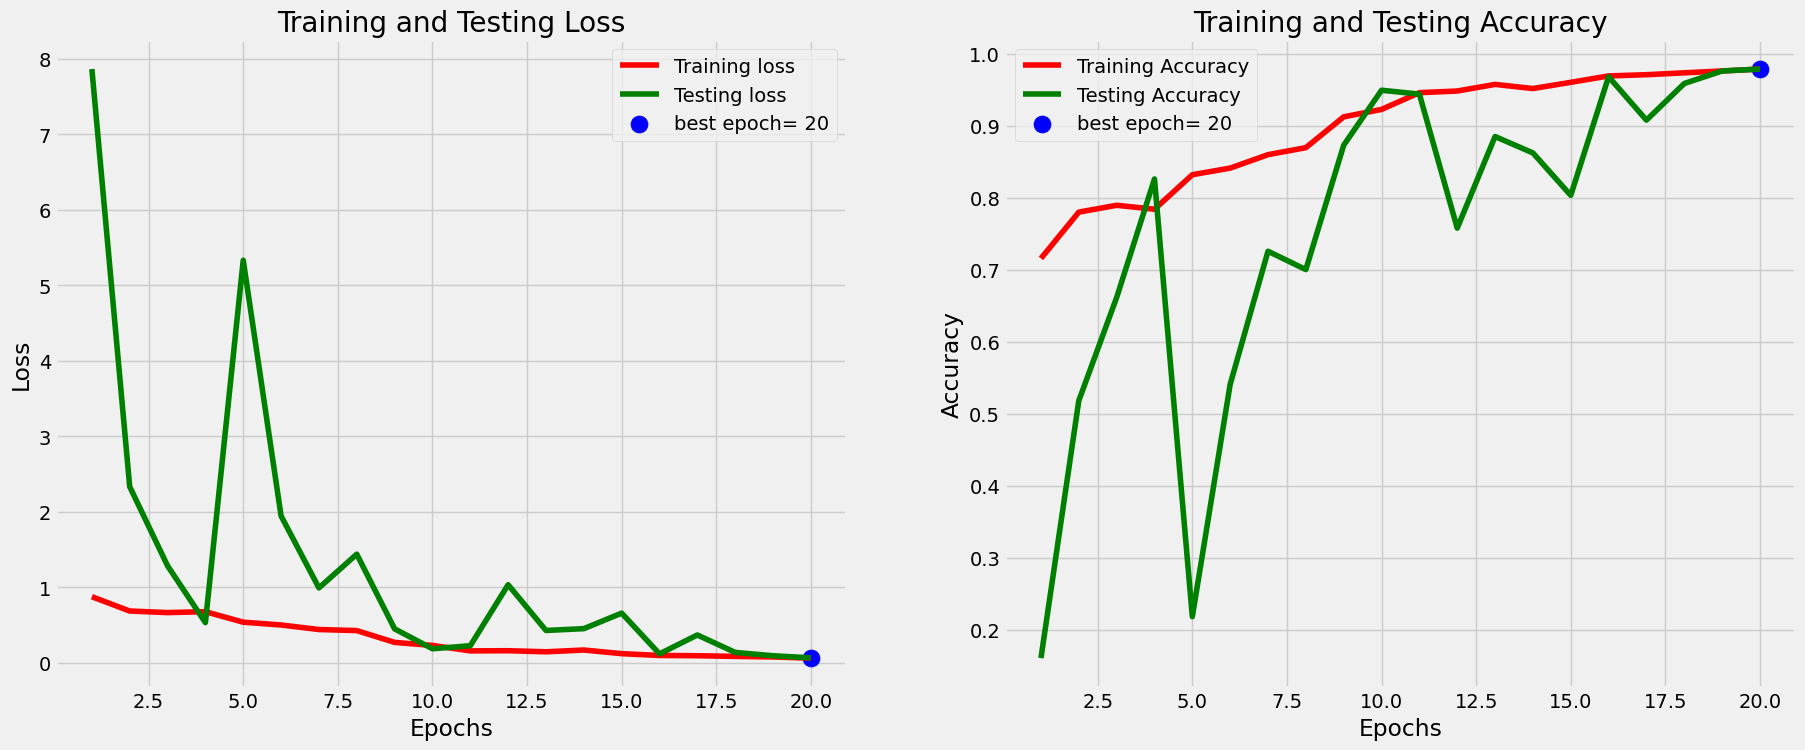 Training and Testing Loss
8
7
6
5
4
3
2
1
0
Loss
Training loss
Testing loss
best epoch= 20
2.5 5.0 7.5 10.0 12.5 15.0 17.5 20.0
Epochs
Training and Testing Accuracy
1.0
0.9
0.8
0.7
0.6
0.5
0.4
0.3
0.2
Accuracy
Training Accuracy
Testing Accuracy
best epoch= 20
2.5 5.0 7.5 10.0 12.5 15.0 17.5 20.0
Epochs